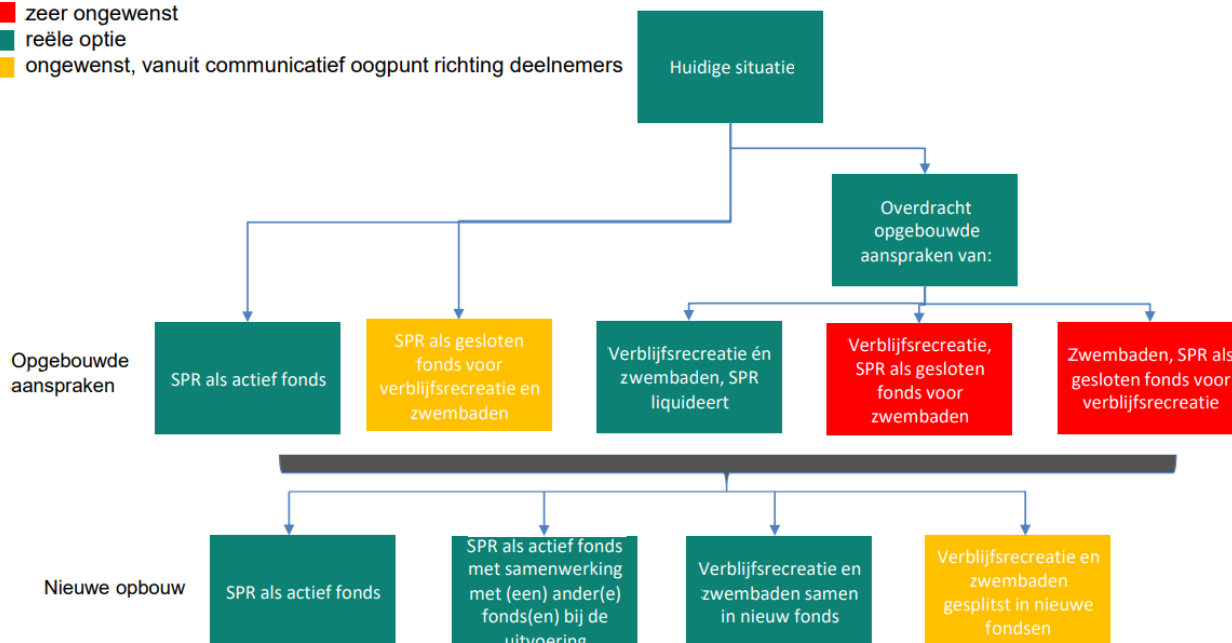 zeer ongewenst
reële optie
ongewenst, vanuit communicatief oogpunt richting deelnemers
Huidige situatie
Overdracht
opgebouwde
aanspraken van:
Opgebouwde
aanspraken
SPR als actief fonds
SPR als gesloten
fonds voor
verblijfsrecreatie en
zwembaden
Verblijfsrecreatie én
zwembaden, SPR
liquideert
Verblijfsrecreatie,
SPR als gesloten
fonds voor
zwembaden
Zwembaden, SPR als
gesloten fonds voor
verblijfsrecreatie
Nieuwe opbouw
SPR als actief fonds
SPR als actief fonds
met samenwerking
met (een) ander(e)
fonds(en) bij de
uitvoering
Verblijfsrecreatie en
zwembaden samen
in nieuw fonds
Verblijfsrecreatie en
zwembaden
gesplitst in nieuwe
fondsen